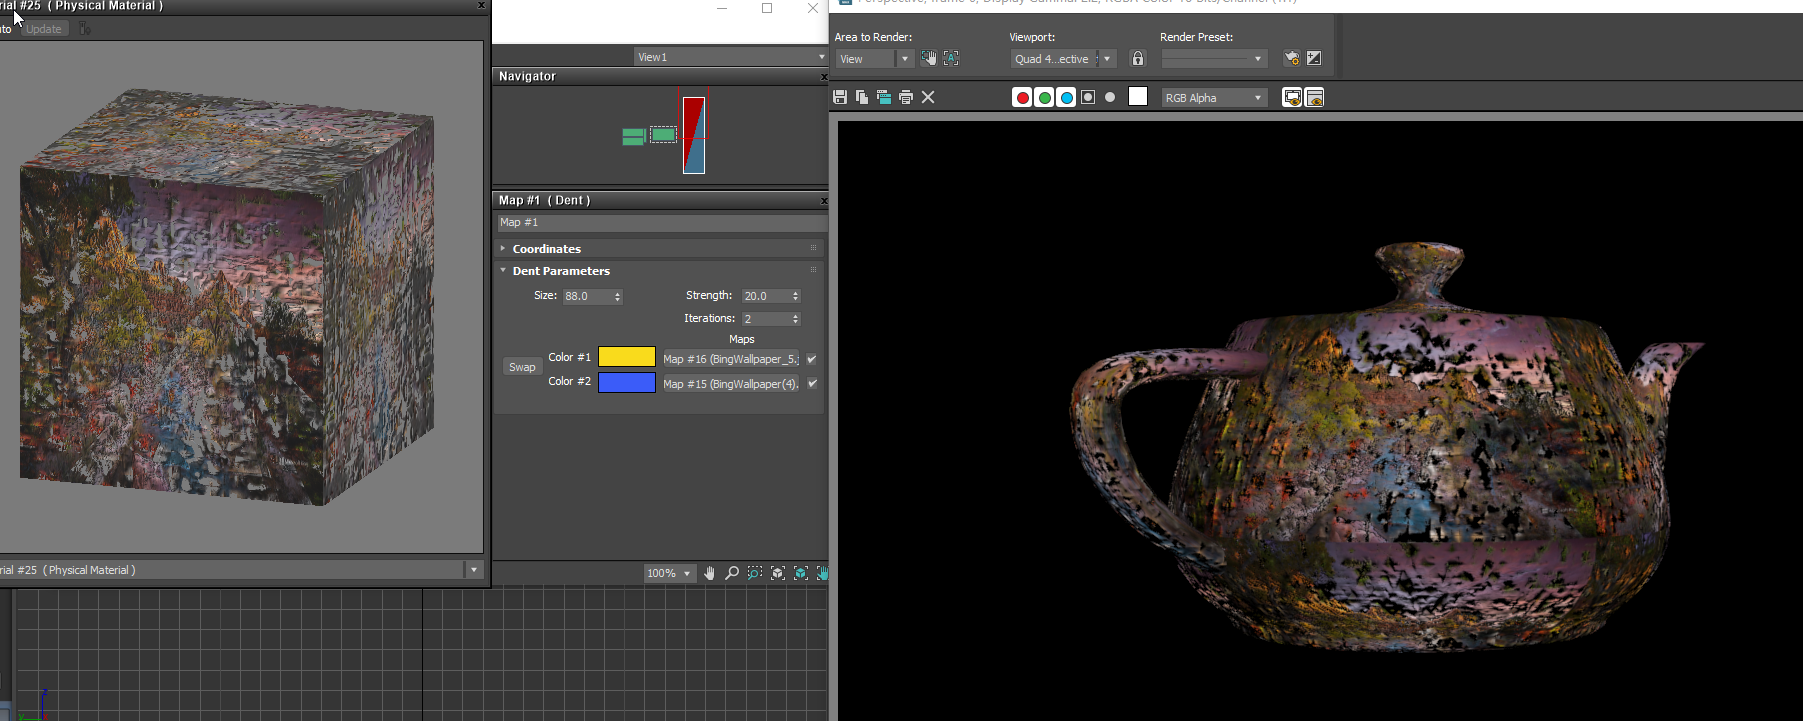 rial #25 ( Physical Material )
to
Update
rial #25 ( Physical Material )
View1
Navigator
Map #1 ( Dent )
Map #1
Coordinates
Dent Parameters
Size: 88.0
Strength: 20.0
Iterations: 2
Maps
Swap
Color #1
Map #16 (BingWallpaper_5.j
Color #2
Map #15 (BingWallpaper(4).
100%
z
y
Area to Render:
View
Viewport:
Quad 4...ective
Render Preset:
RGB Alpha